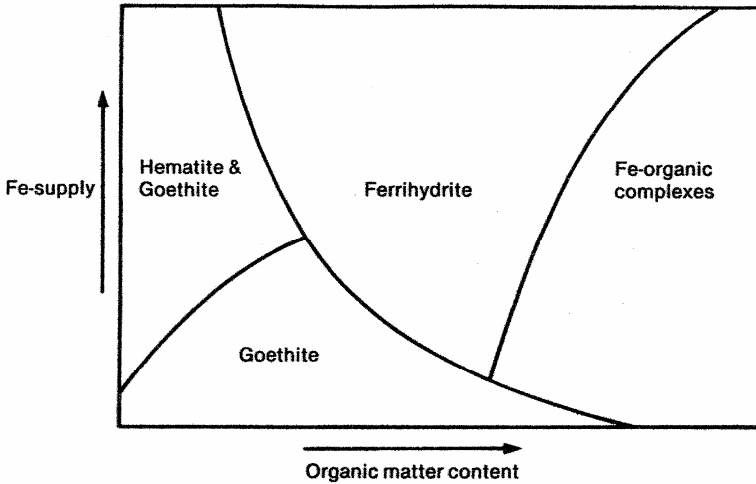 Hematite &
Goethite
Fe-supply
Ferrihydrite
Fe-organic
complexes
Goethite
Organic matter content